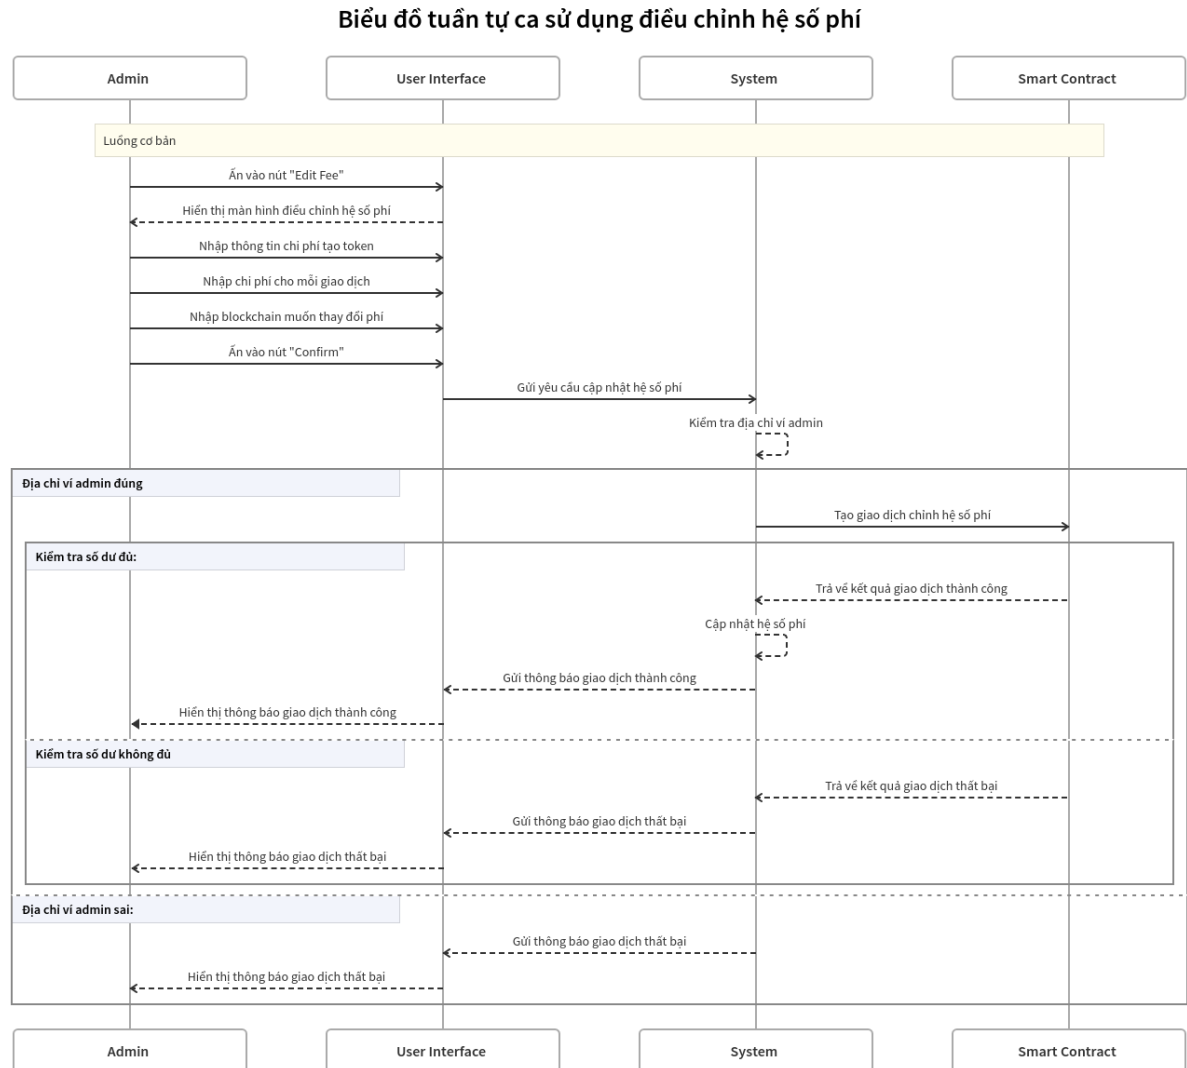 Biểu đồ tuần tự ca sử dụng điều chỉnh hệ số phí
Admin
User Interface
System
Smart Contract
Luồng cơ bản
Ấn vào nút "Edit Fee"
Hiển thị màn hình điều chỉnh hệ số phí
Nhập thông tin chi phí tạo token
Nhập chi phí cho mỗi giao dịch
Nhập blockchain muốn thay đổi phí
Ấn vào nút "Confirm"
Gửi yêu cầu cập nhật hệ số phí
Kiểm tra địa chỉ ví admin
Địa chỉ ví admin đúng
Tạo giao dịch chỉnh hệ số phí
Kiểm tra số dư đủ:
Trả về kết quả giao dịch thành công
Cập nhật hệ số phí
Gửi thông báo giao dịch thành công
Hiển thị thông báo giao dịch thành công
Kiểm tra số dư không đủ
Trả về kết quả giao dịch thất bại
Gửi thông báo giao dịch thất bại
Hiển thị thông báo giao dịch thất bại
Địa chỉ ví admin sai:
Gửi thông báo giao dịch thất bại
Hiển thị thông báo giao dịch thất bại
Admin
User Interface
System
Smart Contract